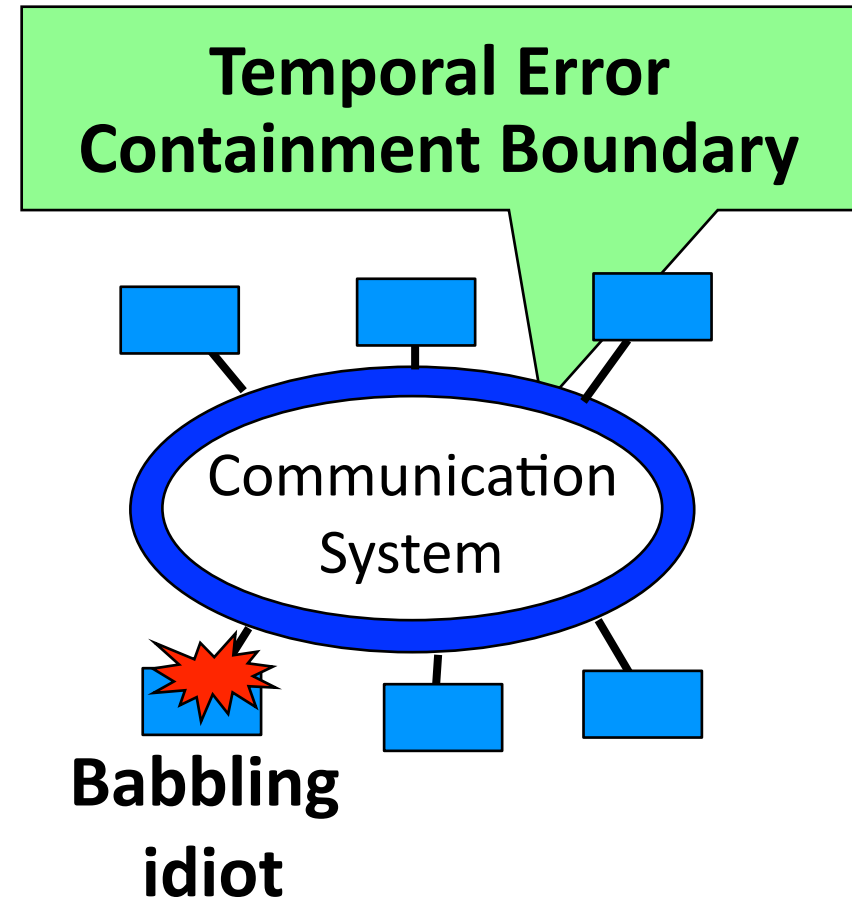 Temporal Error
Containment Boundary
Communication
System
Babbling
idiot